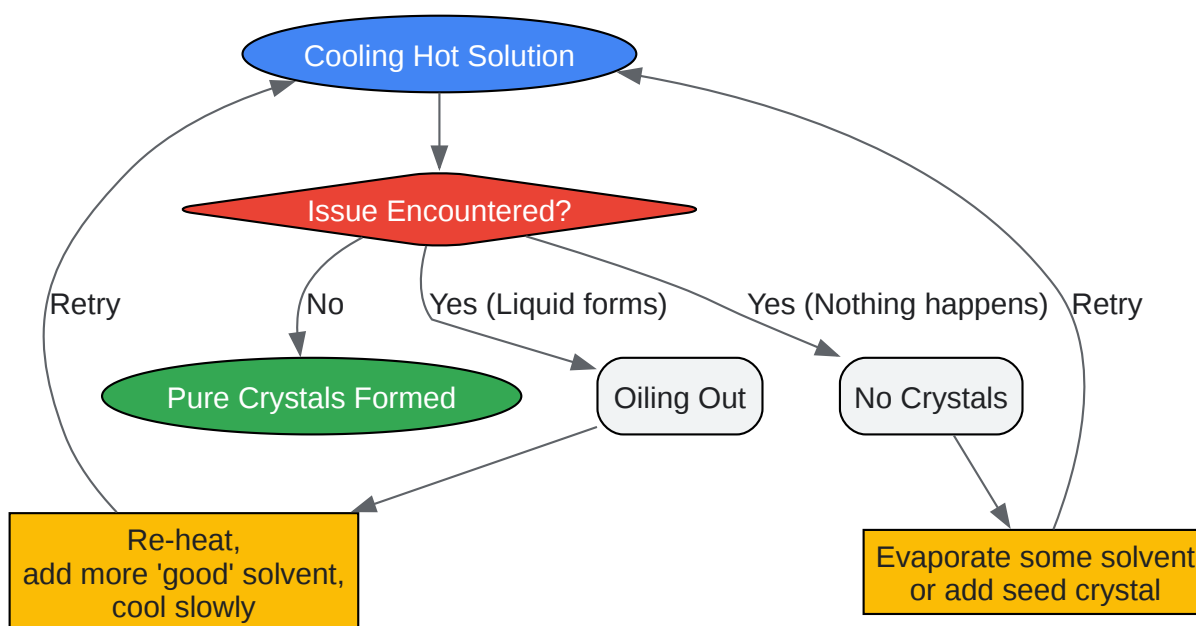 Cooling Hot Solution
Issue Encountered?
Retry
No
Yes (Liquid forms)
Yes (Nothing happens)
Retry
Pure Crystals Formed
Oiling Out
No Crystals
Re-heat,
add more 'good' solvent,
cool slowly
Evaporate some solvent
or add seed crystal